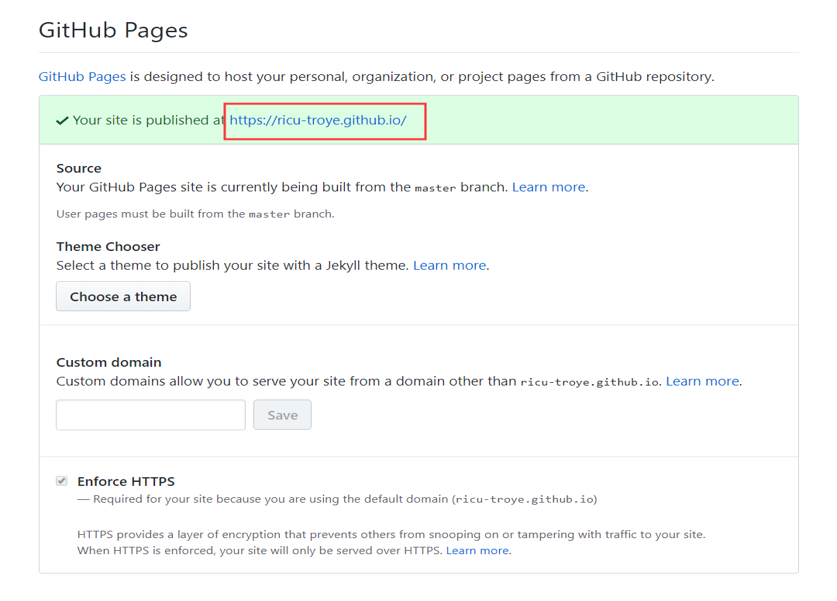 GitHub Pages
GitHub Pages is designed to host your personal, organization, or project pages from a GitHub repository.
Your site is published at https://ricu-troye.github.io/
Source
Your GitHub Pages site is currently being built from the master branch. Learn more.
User pages must be built from the master branch.
Theme Chooser
Select a theme to publish your site with a Jekyll theme. Learn more.
Choose a theme
Custom domain
Custom domains allow you to serve your site from a domain other than ricu-troye.github.io. Learn more.
Save
Enforce HTTPS
— Required for your site because you are using the default domain (ricu-troye.github.io)
HTTPS provides a layer of encryption that prevents others from snooping on or tampering with traffic to your site.
When HTTPS is enforced, your site will only be served over HTTPS. Learn more.